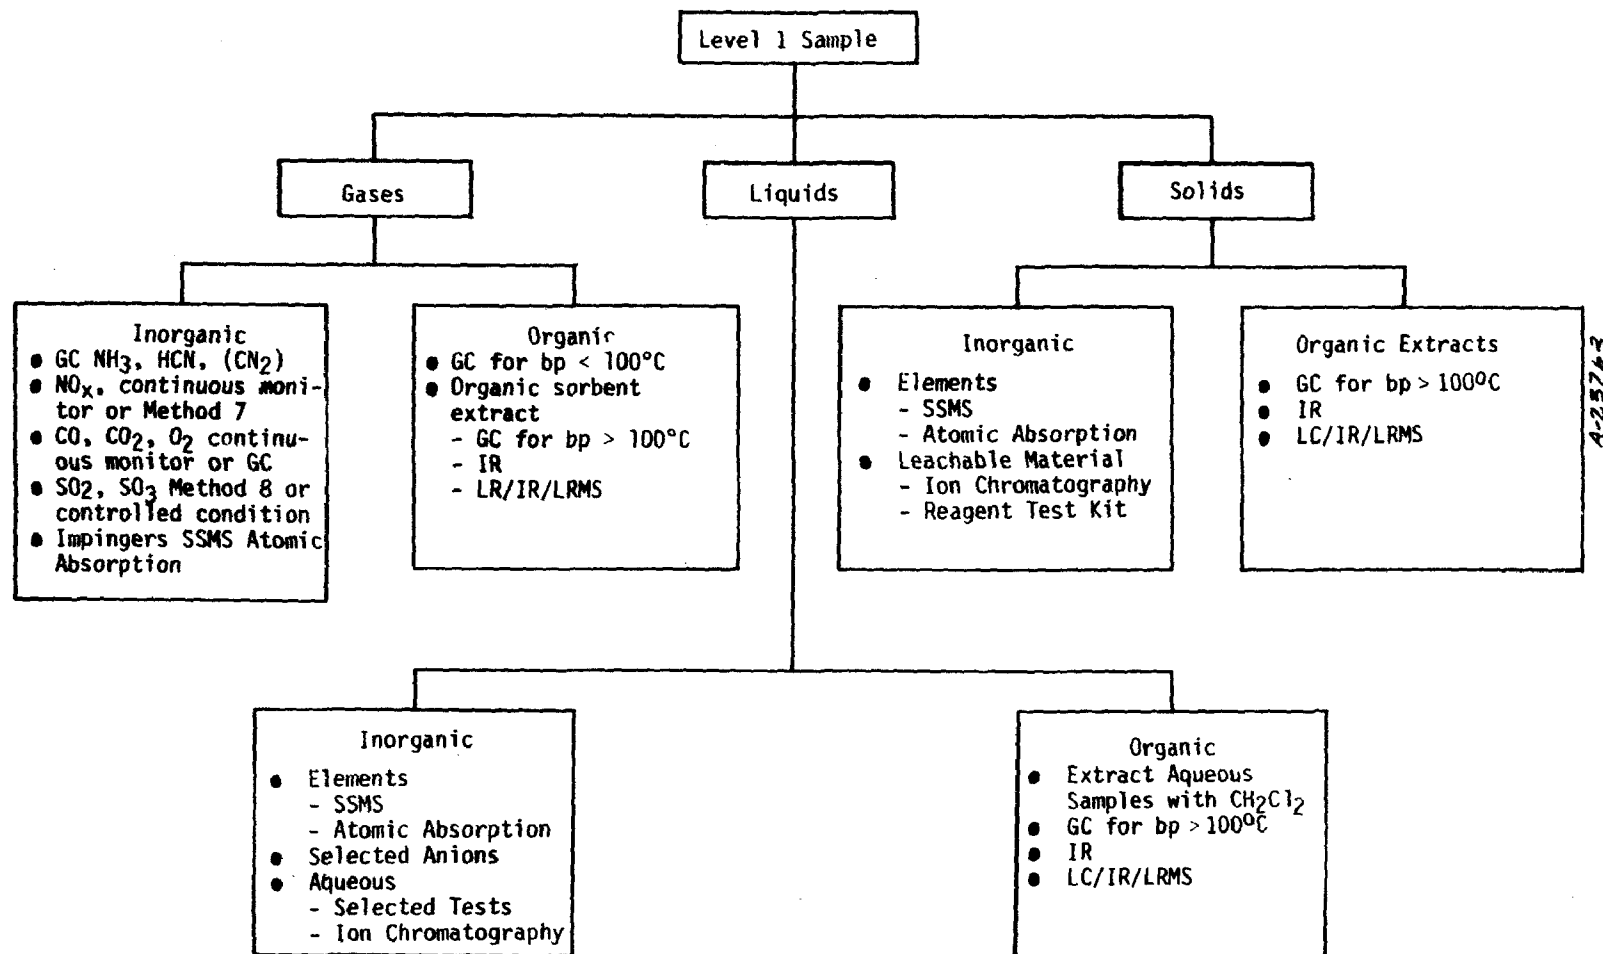 Level 1 Sample
Gases
Liquids
Solids
Inorganic
● GC NH3, HCN, (CN2)
● NOx, continuous moni-
tor or Method 7
● CO, CO2, O2 continu-
ous monitor or GC
● SO2, SO3 Method 8 or
controlled condition
● Impingers SSMS Atomic
Absorption
Organic
● GC for bp < 100°C
● Organic sorbent
extract
- GC for bp > 100°C
- IR
- LR/IR/LRMS
Inorganic
● Elements
- SSMS
- Atomic Absorption
● Leachable Material
- Ion Chromatography
- Reagent Test Kit
Organic Extracts
● GC for bp > 100°C
● IR
● LC/IR/LRMS
A-25763
Inorganic
● Elements
- SSMS
- Atomic Absorption
● Selected Anions
● Aqueous
- Selected Tests
- Ion Chromatography
Organic
● Extract Aqueous
Samples with CH2Cl2
● GC for bp > 100°C
● IR
● LC/IR/LRMS